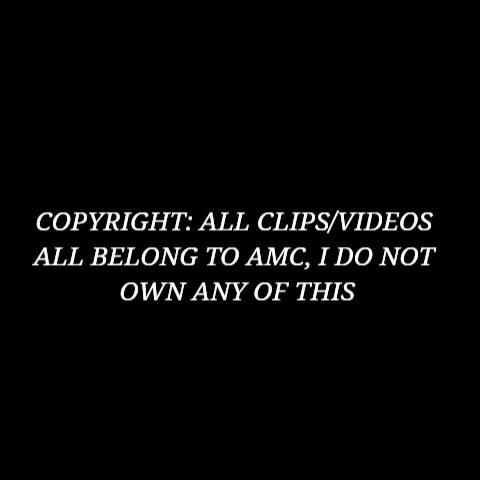 COPYRIGHT: ALL CLIPS/VIDEOS
ALL BELONG TO AMC, I DO NOT
OWN ANY OF THIS